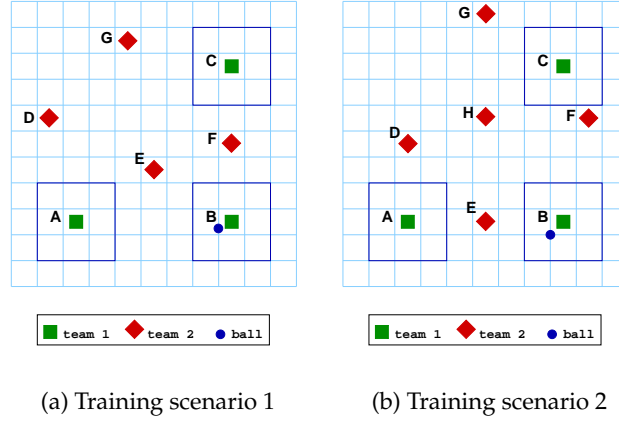 G
C
D
F
E
A
B
team 1 team 2 ball
(a) Training scenario 1
G
C
H
F
D
E
A
B
team 1 team 2 ball
(b) Training scenario 2